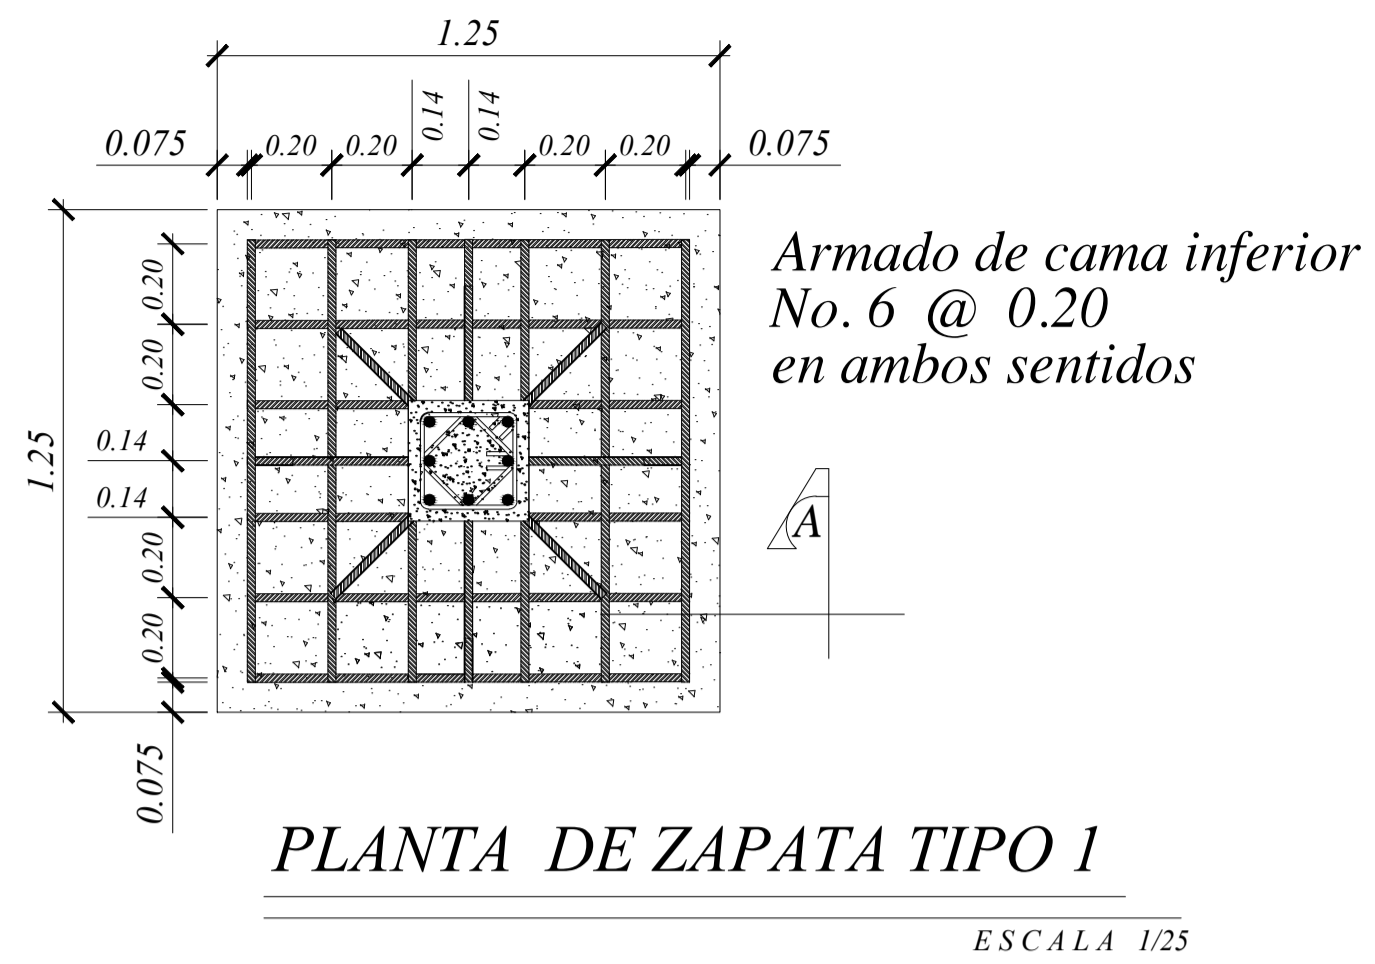 1.25
0.14 0.14
0.075 0.20 0.20 0.20 0.20 0.075
Armado de cama inferior
No. 6 @ 0.20
en ambos sentidos
0.20
0.20
1.25
0.14
0.14
0.20
0.20
0.075
A
PLANTA DE ZAPATA TIPO 1
ESCALA 1/25